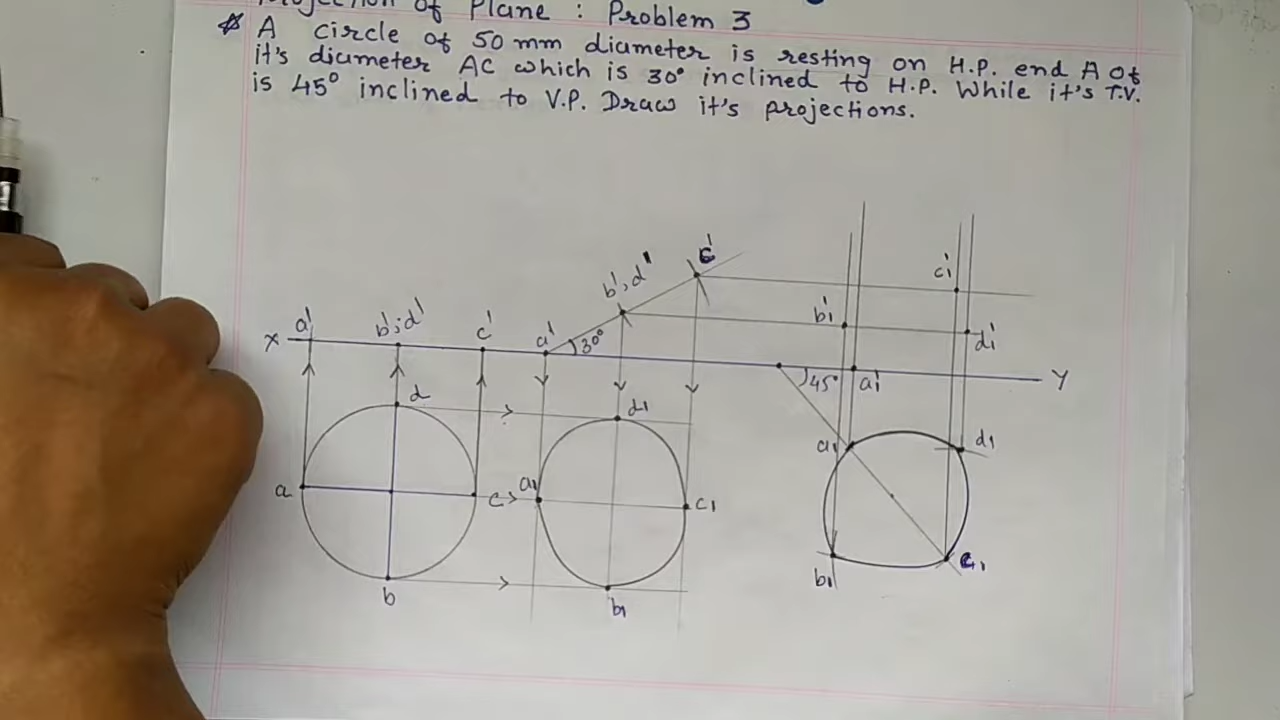 of Plane : Problem 3
A circle of 50 mm diameter is resting on H.P. end A of
it's diameter AC which is 30° inclined to H.P. While it's T.V.
is 45° inclined to V.P. Draw it's projections.
c'
c1'
b', d'
b1'
d1'
X a' b', d' c' a' 30° 45° a1' Y
d d1
a1 d1
a c a1 c1
c1
b1
b b1